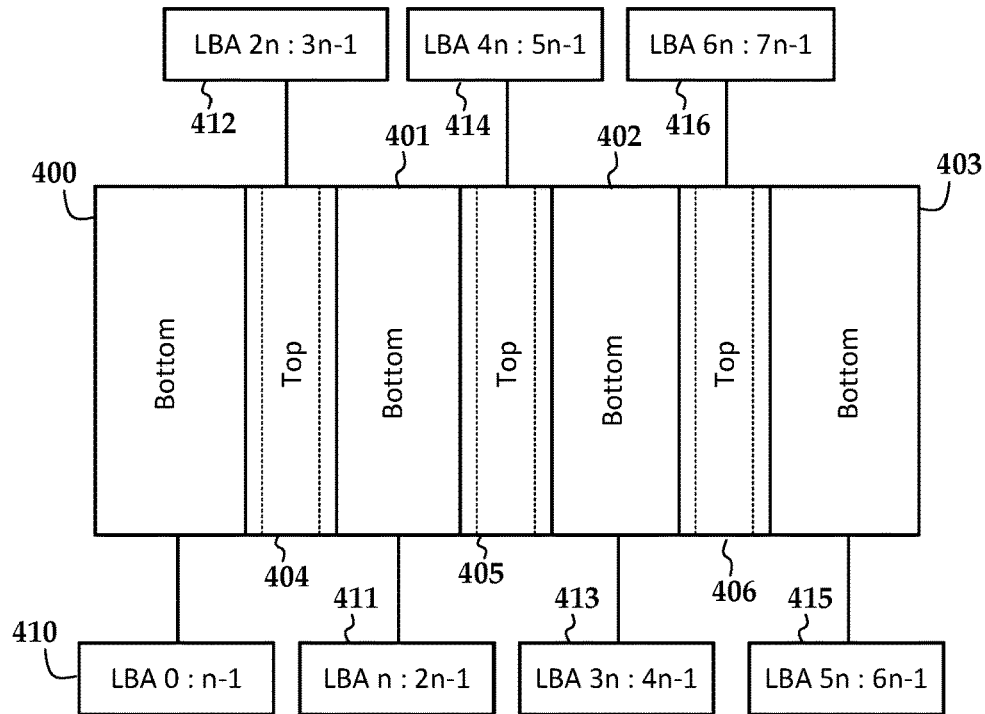 LBA 2n : 3n-1
LBA 4n : 5n-1
LBA 6n : 7n-1
412
414
416
401
402
400
403
Bottom
Top
Bottom
Top
Bottom
Top
Bottom
404
405
406
411
413
415
410
LBA 0 : n-1
LBA n : 2n-1
LBA 3n : 4n-1
LBA 5n : 6n-1